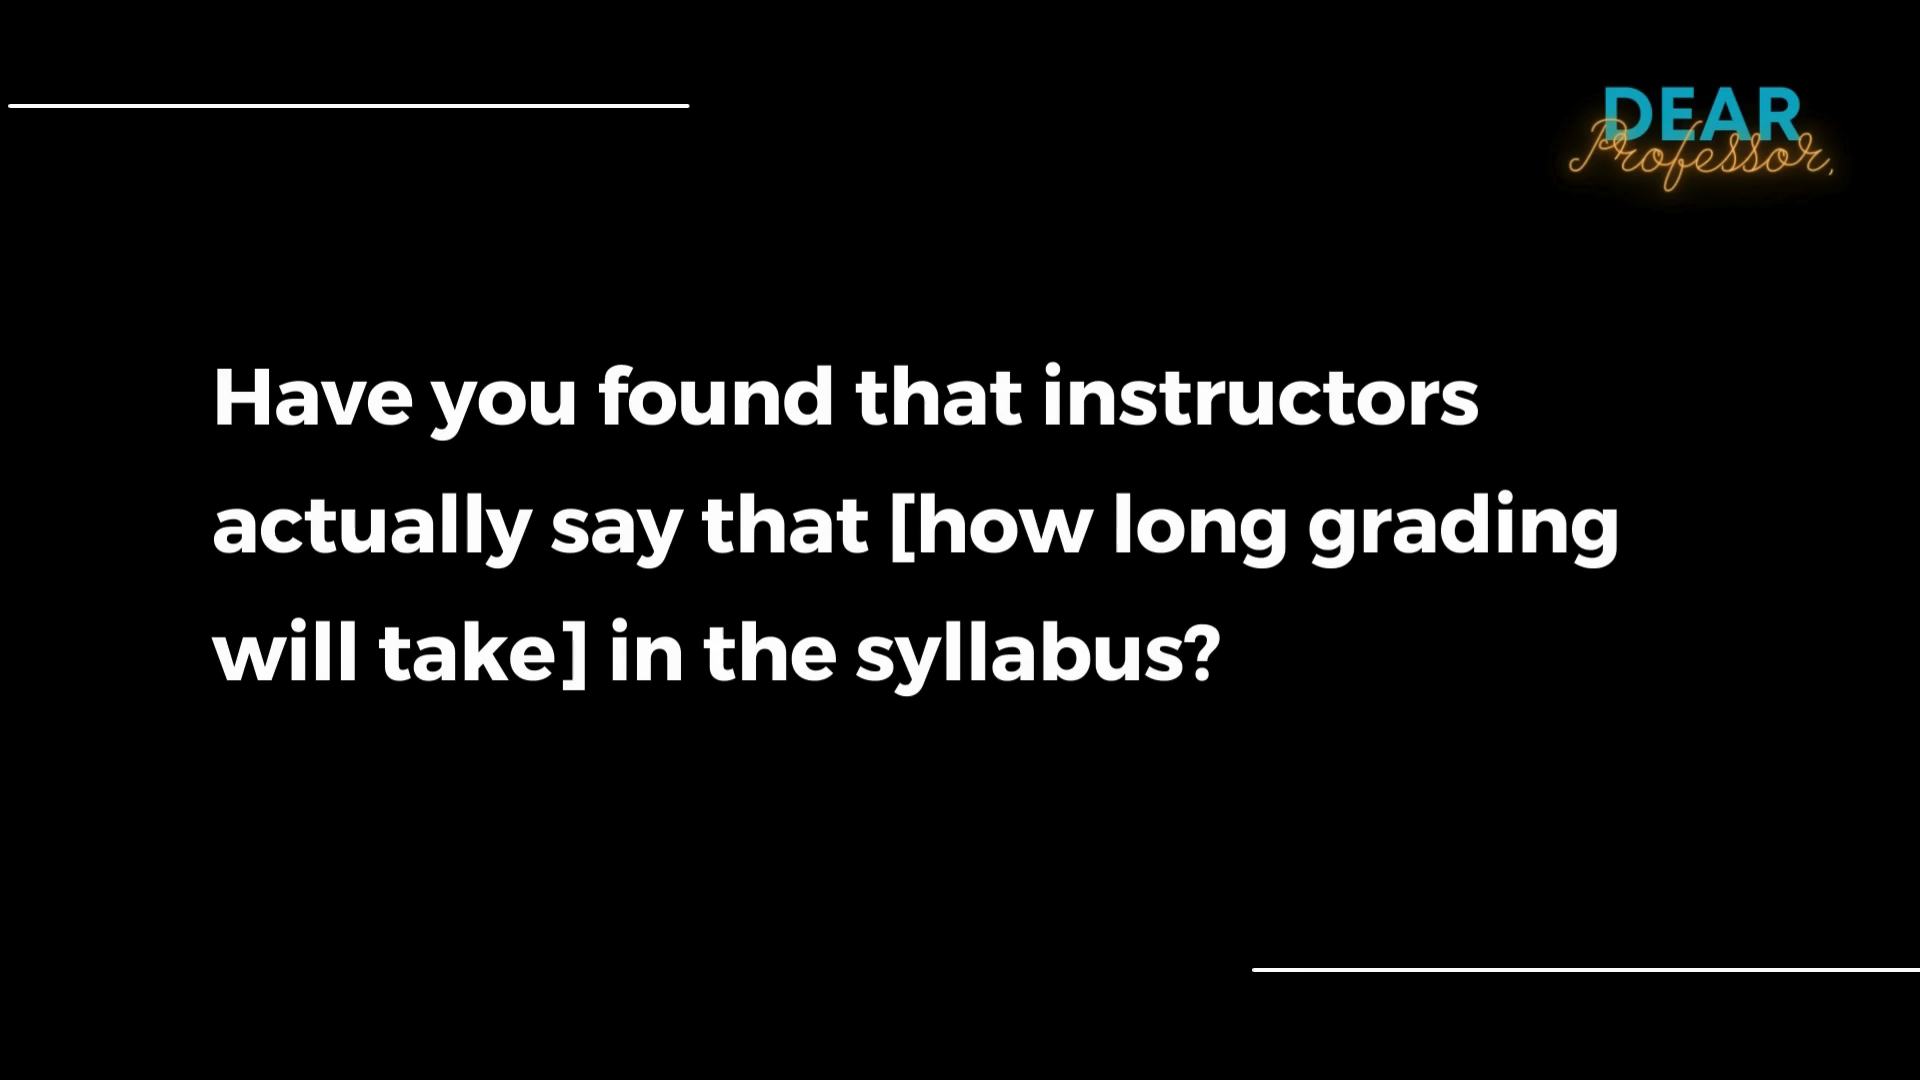 DEAR
Professor,
Have you found that instructors
actually say that [how long grading
will take] in the syllabus?